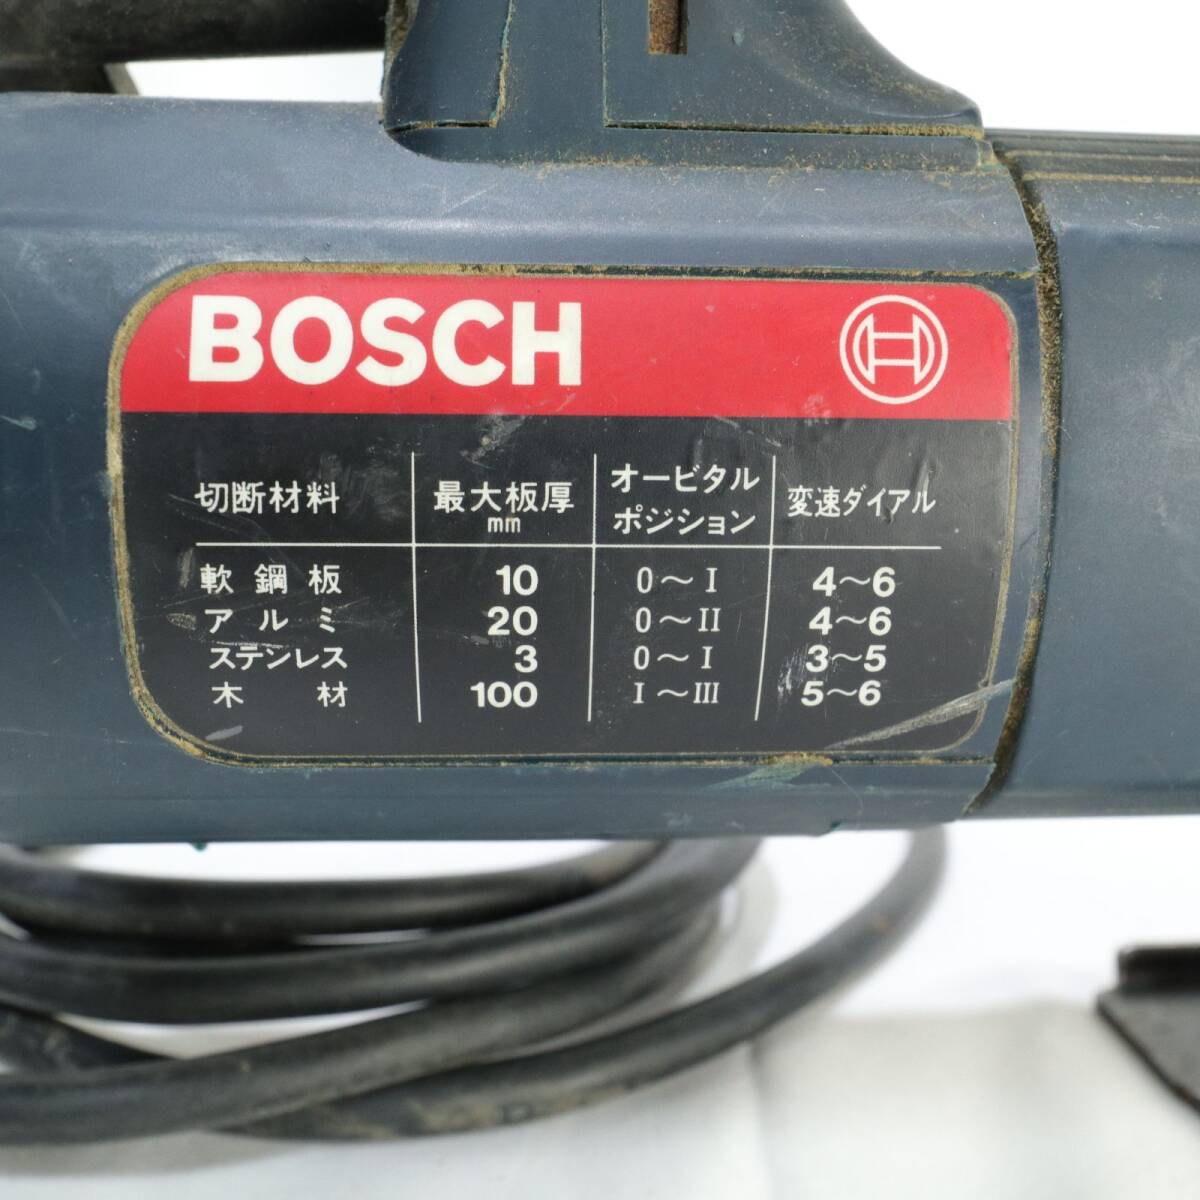 BOSCH
切断材料 最大板厚 mm オービタル ポジション 変速ダイアル
軟鋼板 10 0～I 4～6
アルミ 20 0～II 4～6
ステンレス 3 0～I 3～5
木材 100 I～III 5～6